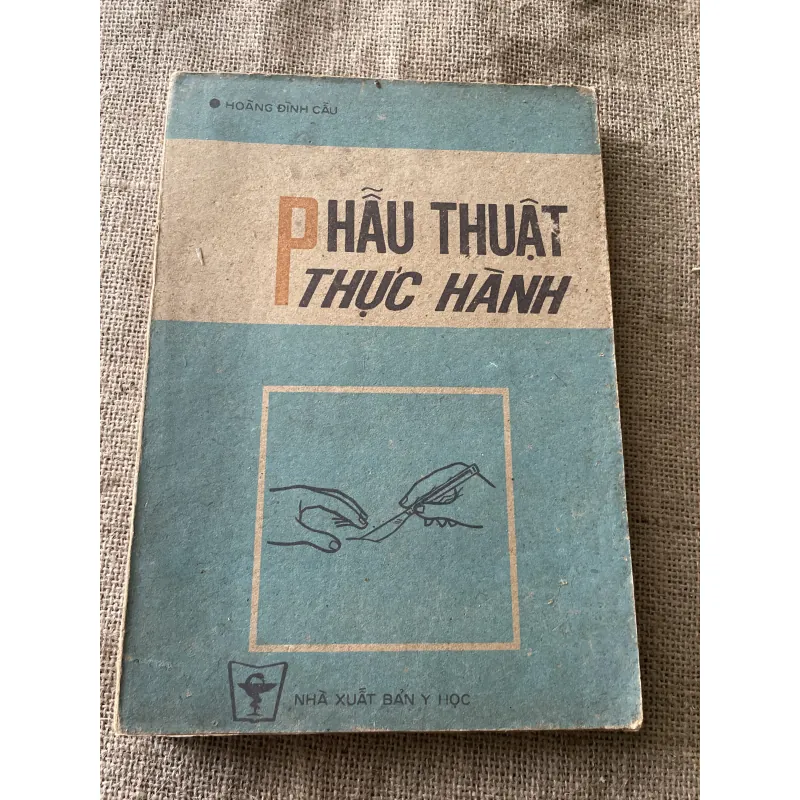 HOÀNG ĐÌNH CẦU
PHẪU THUẬT
THỰC HÀNH
NHÀ XUẤT BẢN Y HỌC